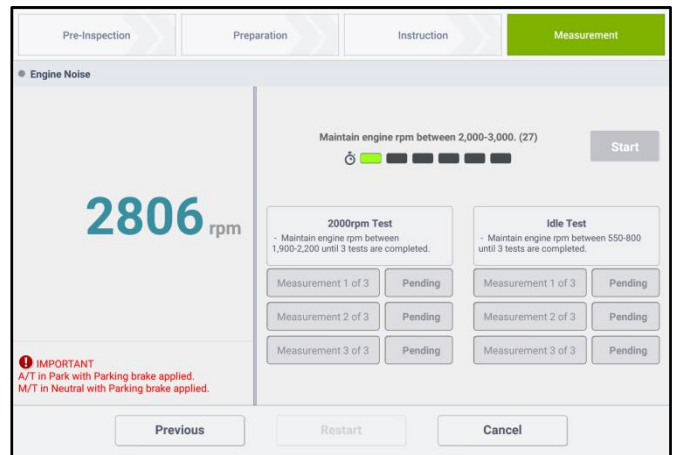 Pre-Inspection
Preparation
Instruction
Measurement
Engine Noise
Maintain engine rpm between 2,000-3,000. (27)
Start
2806 rpm
2000rpm Test
- Maintain engine rpm between
1,900-2,200 until 3 tests are completed.
Measurement 1 of 3 Pending
Measurement 2 of 3 Pending
Measurement 3 of 3 Pending
Idle Test
- Maintain engine rpm between 550-800
until 3 tests are completed.
Measurement 1 of 3 Pending
Measurement 2 of 3 Pending
Measurement 3 of 3 Pending
IMPORTANT
A/T in Park with Parking brake applied.
M/T in Neutral with Parking brake applied.
Previous
Restart
Cancel